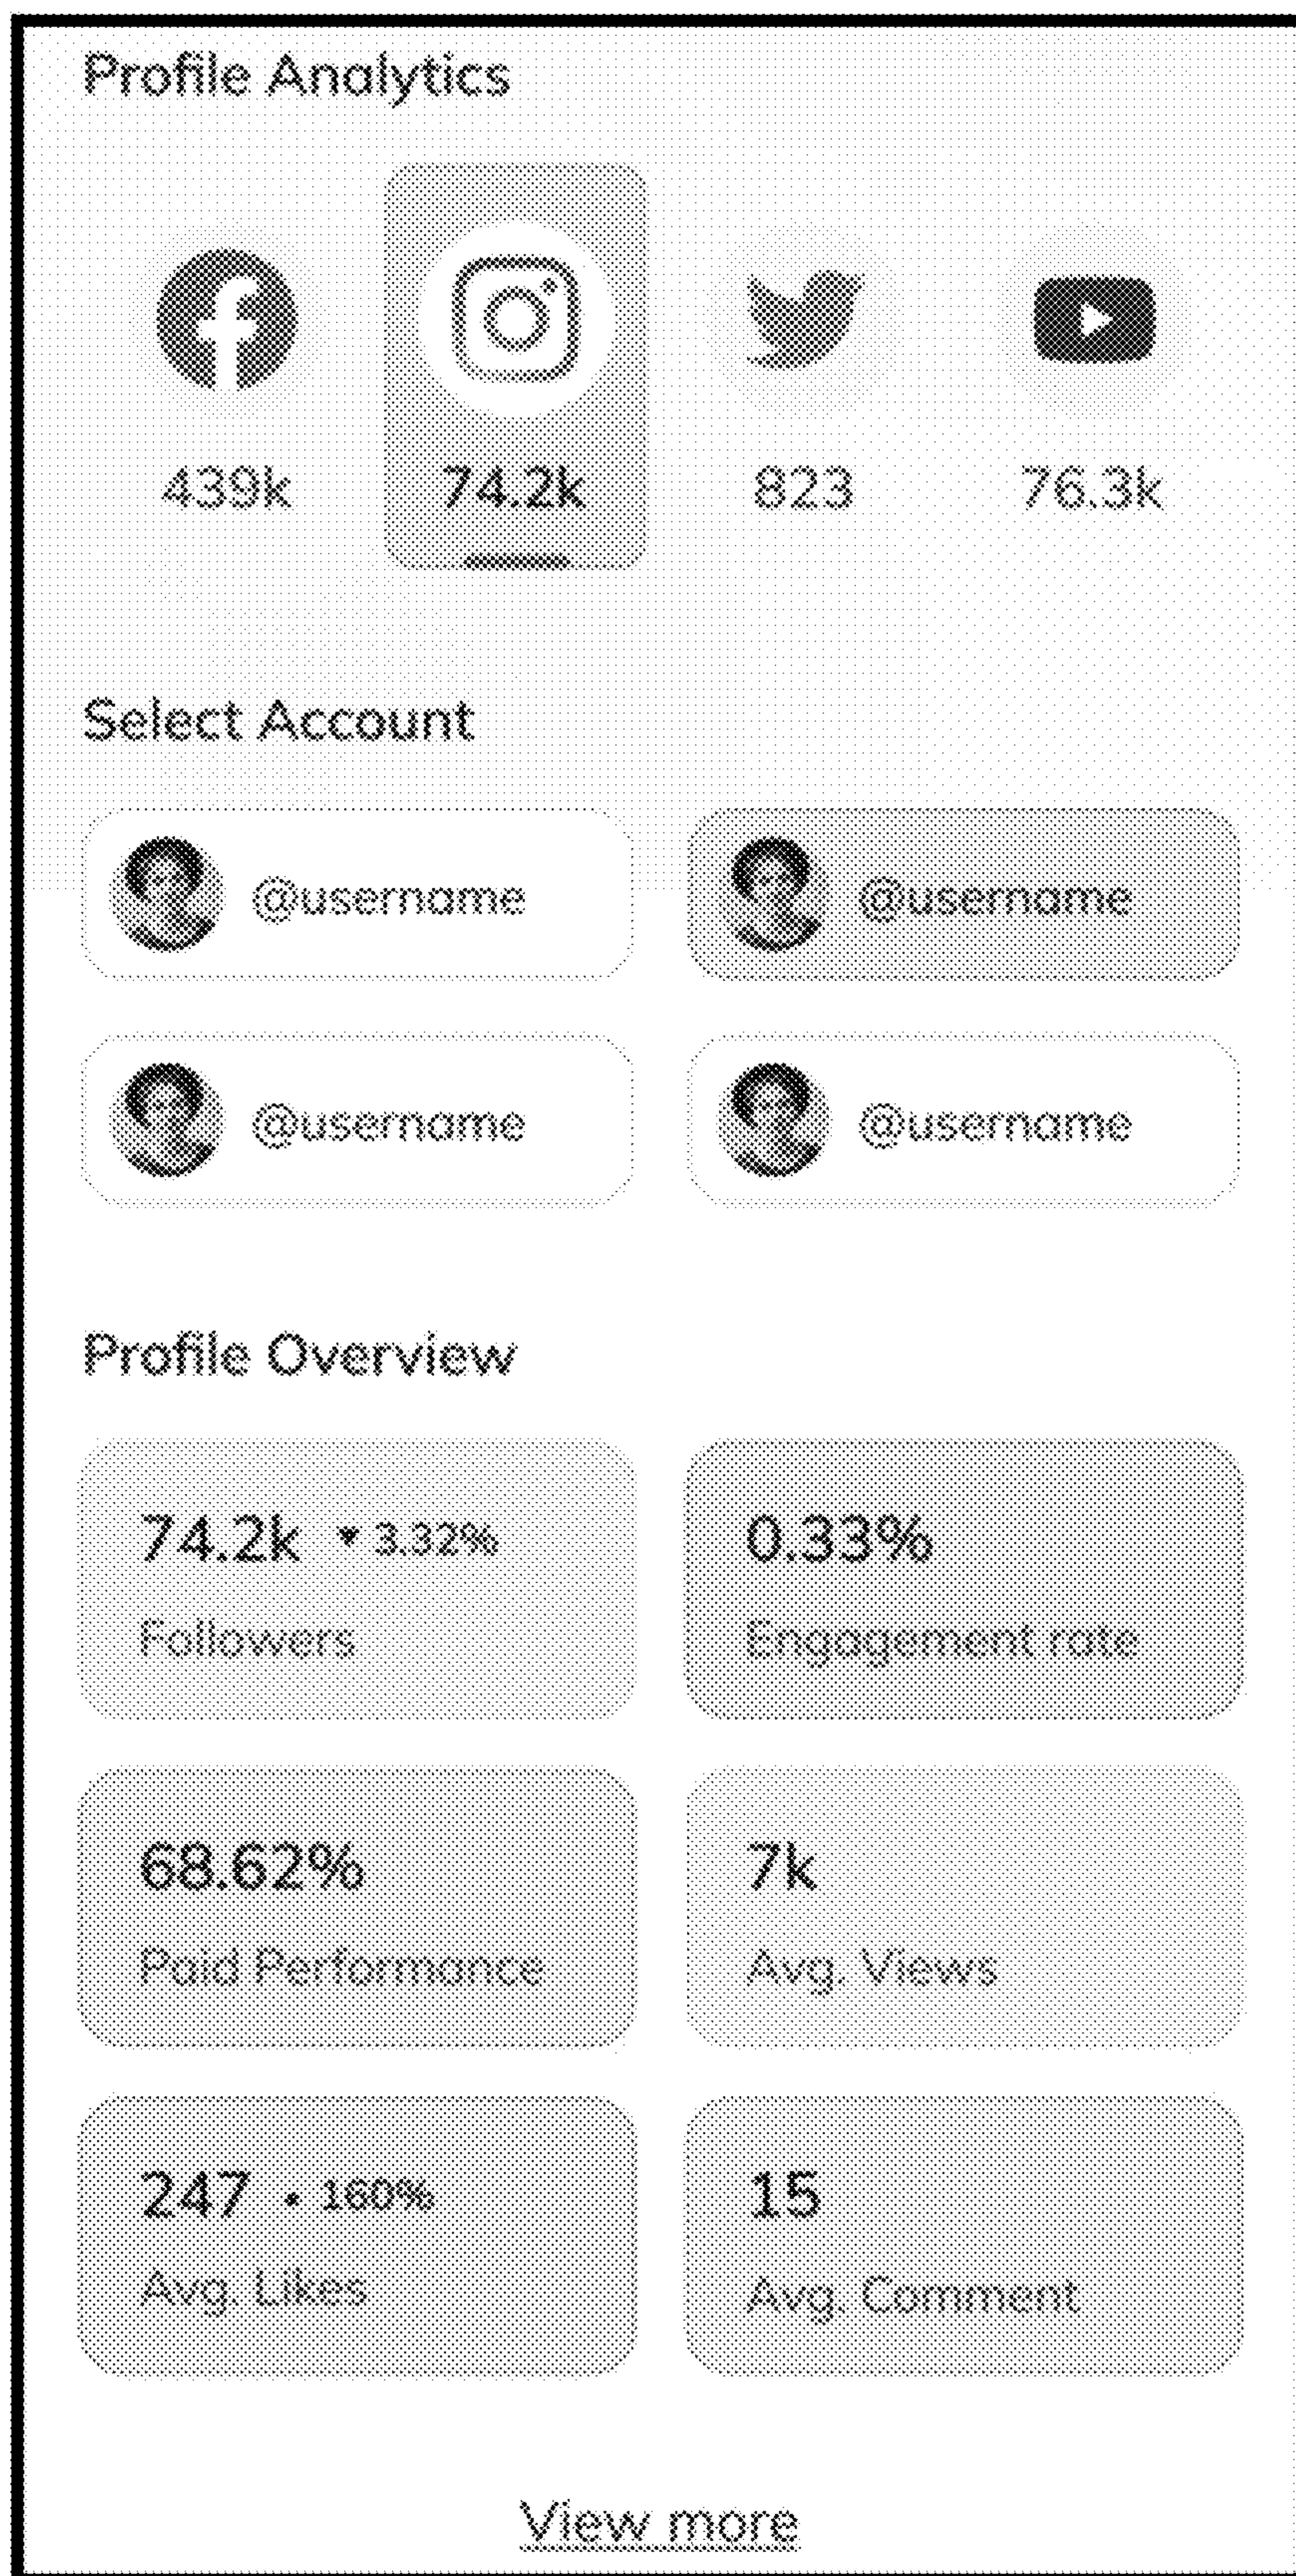 Profile Analytics
439k 74.2k 823 76.3k
Select Account
@username @username
@username @username
Profile Overview
74.2k ▼ 3.32% 0.33%
Followers Engagement rate
68.62% 7k
Paid Performance Avg. Views
247 • 160% 15
Avg. Likes Avg. Comment
View more